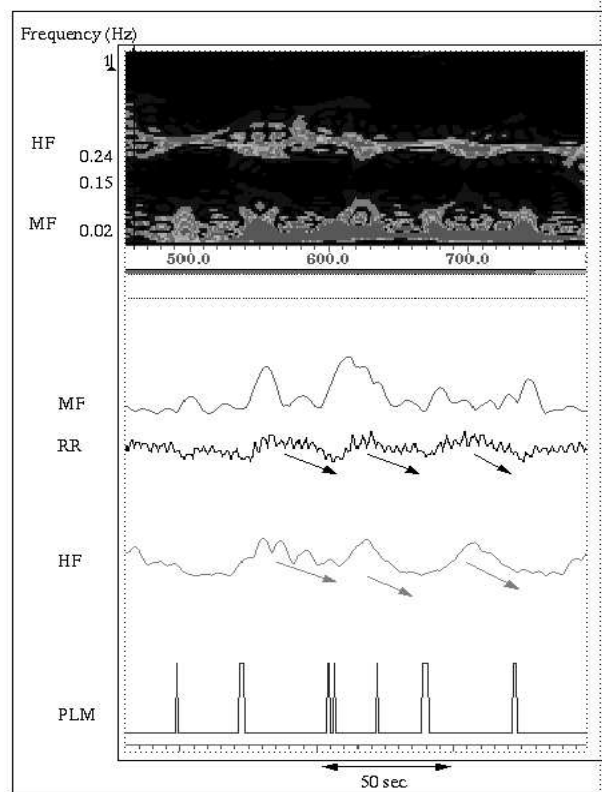 Frequency (Hz)
1
HF
0.24
0.15
MF
0.02
500.0 600.0 700.0
MF
RR
HF
PLM
50 sec